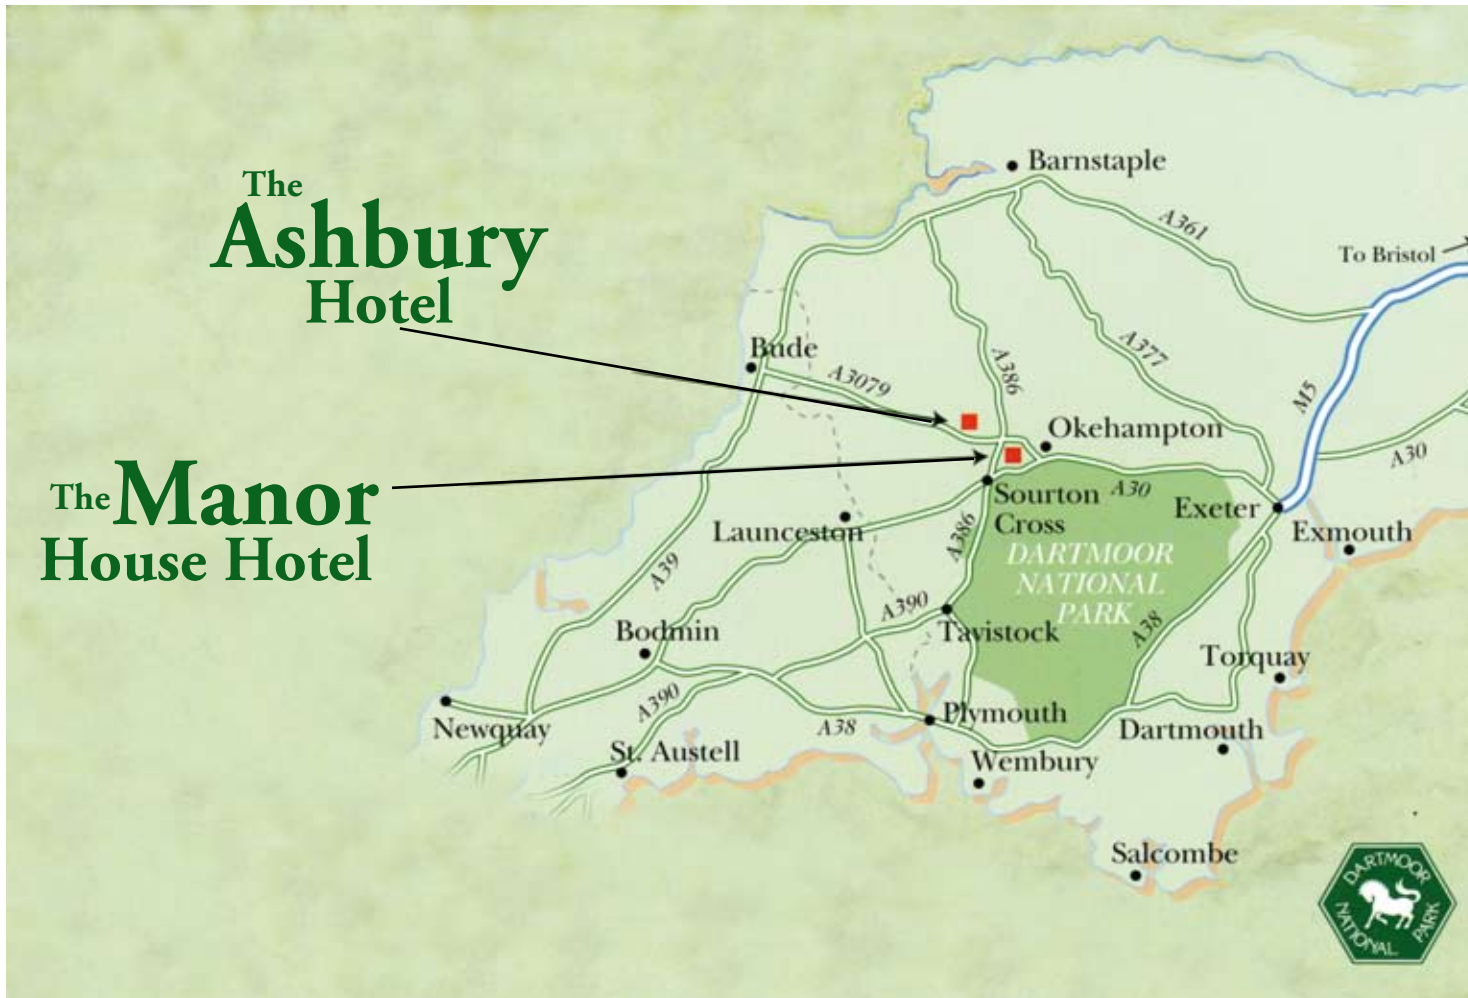 The
Ashbury
Hotel
The Manor
House Hotel
Barnstaple
A361
To Bristol
Bude
A3079
A386
A377
M5
Okehampton
A30
Sourton
Cross
A30
Exeter
Exmouth
Launceston
A386
DARTMOOR
NATIONAL
PARK
A39
A390
Tavistock
A38
Bodmin
Torquay
A390
Newquay
A38
Plymouth
Dartmouth
St. Austell
Wembury
Salcombe
DARTMOOR
NATIONAL
PARK